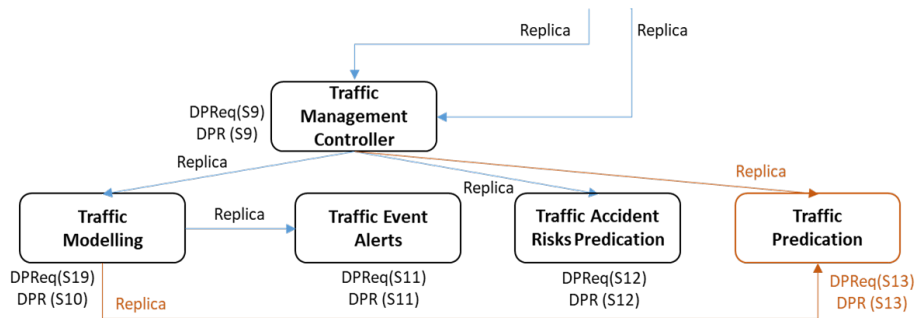 Replica
Replica
Traffic
Management
Controller
DPReq(S9)
DPR (S9)
Replica
Replica
Replica
Traffic
Modelling
Replica
Traffic Event
Alerts
Traffic Accident
Risks Predication
Traffic
Predication
DPReq(S19)
DPR (S10)
Replica
DPReq(S11)
DPR (S11)
DPReq(S12)
DPR (S12)
DPReq(S13)
DPR (S13)